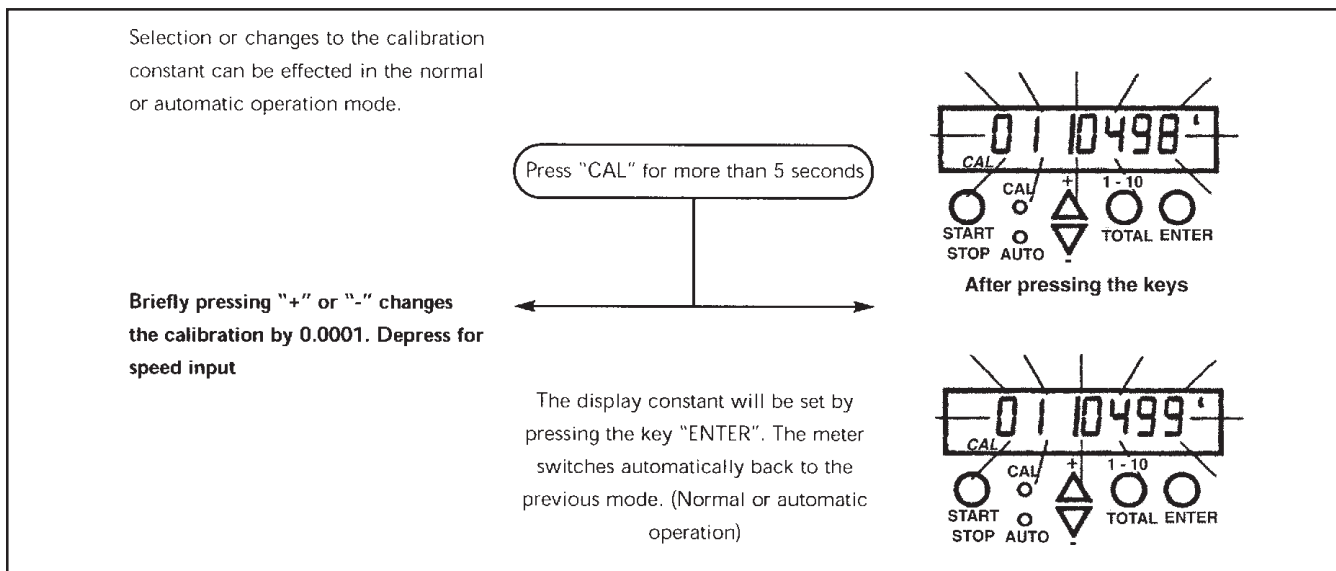 Selection or changes to the calibration
constant can be effected in the normal
or automatic operation mode.
Press "CAL" for more than 5 seconds
0110498
CAL
CAL + 1 - 10
START
STOP AUTO - TOTAL ENTER
After pressing the keys
Briefly pressing "+" or "-" changes
the calibration by 0.0001. Depress for
speed input
The display constant will be set by
pressing the key "ENTER". The meter
switches automatically back to the
previous mode. (Normal or automatic
operation)
0110499
CAL
CAL + 1 - 10
START
STOP AUTO - TOTAL ENTER